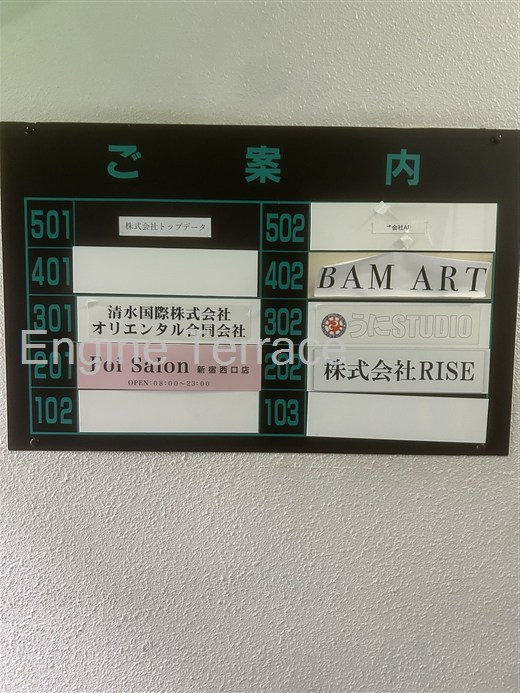 ご案内
501 株式会社トップデータ
502
401
402 BAM ART
301 清水国際株式会社
オリエンタル合同会社
302 うにSTUDIO
Engine Terrace
201 Poi Salon 新宿西口店
OPEN:08:00～23:00
202 株式会社RISE
102
103